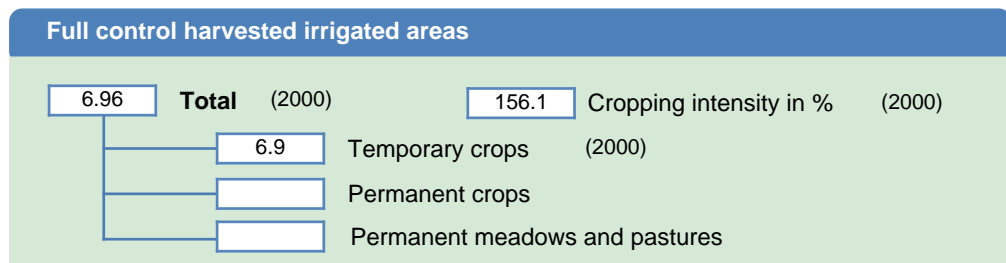 Full control harvested irrigated areas
6.96 Total (2000) 156.1 Cropping intensity in % (2000)
6.9 Temporary crops (2000)
Permanent crops
Permanent meadows and pastures